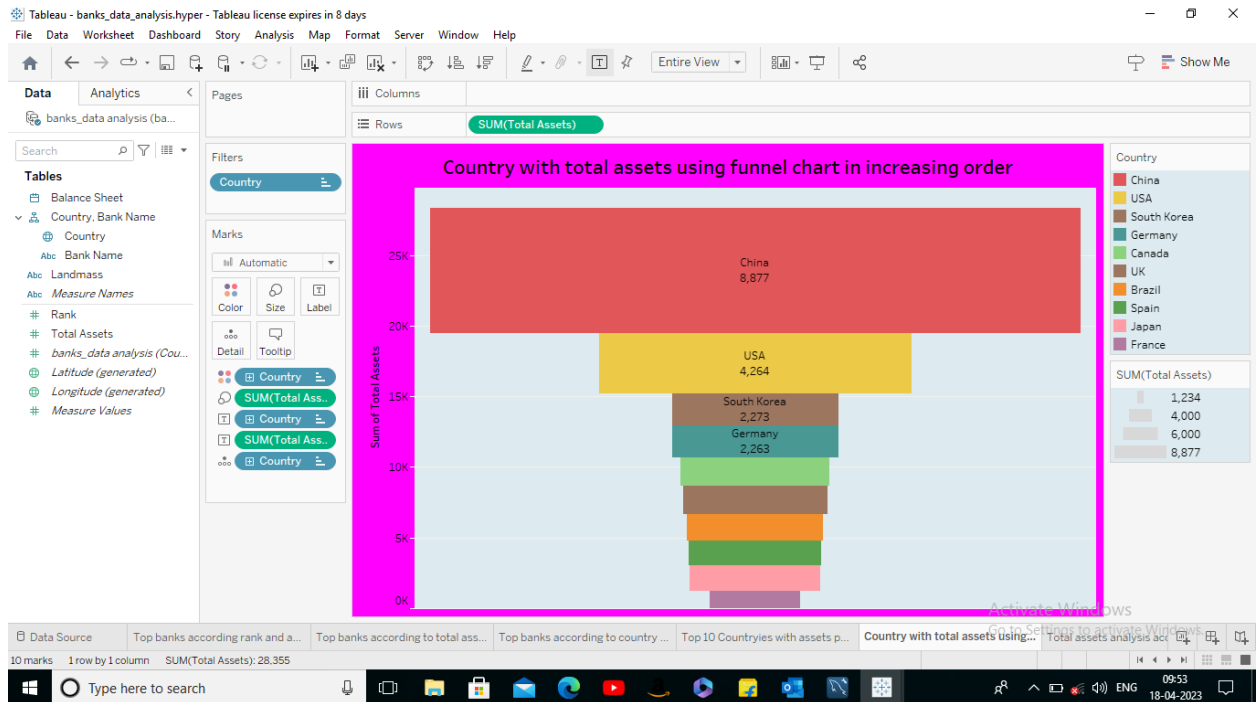 Tableau - banks_data_analysis.hyper - Tableau license expires in 8 days
File Data Worksheet Dashboard Story Analysis Map Format Server Window Help
Entire View
Show Me
Data Analytics
banks_data analysis (ba...
Search
Tables
Balance Sheet
Country, Bank Name
Country
Abc Bank Name
Abc Landmass
Abc Measure Names
Rank
Total Assets
banks_data analysis (Cou...
Latitude (generated)
Longitude (generated)
Measure Values
Pages
Filters
Country
Marks
Automatic
Color Size Label
Detail Tooltip
Country
SUM(Total Ass..
Country
SUM(Total Ass..
Country
Columns
Rows
SUM(Total Assets)
Country with total assets using funnel chart in increasing order
Sum of Total Assets
25K
20K
15K
10K
5K
0K
China
8,877
USA
4,264
South Korea
2,273
Germany
2,263
Country
China
USA
South Korea
Germany
Canada
UK
Brazil
Spain
Japan
France
SUM(Total Assets)
1,234
4,000
6,000
8,877
Activate Windows
Go to Settings to activate Windows.
Data Source
Top banks according rank and a...
Top banks according to total ass...
Top banks according to country ...
Top 10 Countryies with assets p...
Country with total assets using...
Total assets analysis acc
10 marks 1 row by 1 column SUM(Total Assets): 28,355
Type here to search
ENG
09:53
18-04-2023